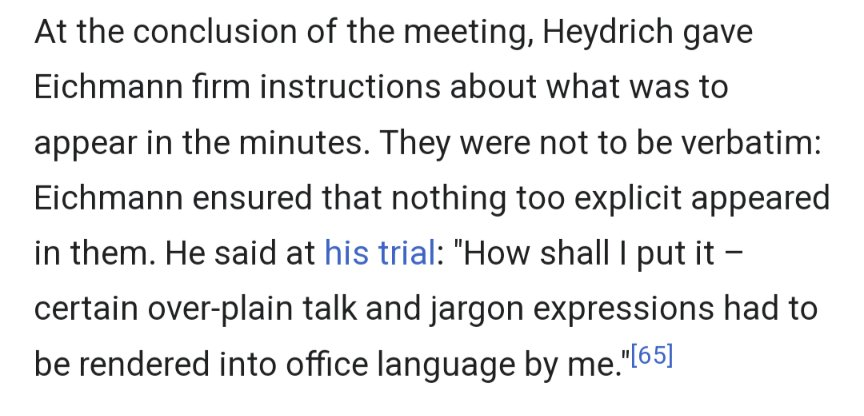 At the conclusion of the meeting, Heydrich gave
Eichmann firm instructions about what was to
appear in the minutes. They were not to be verbatim:
Eichmann ensured that nothing too explicit appeared
in them. He said at his trial: "How shall I put it –
certain over-plain talk and jargon expressions had to
be rendered into office language by me."[65]